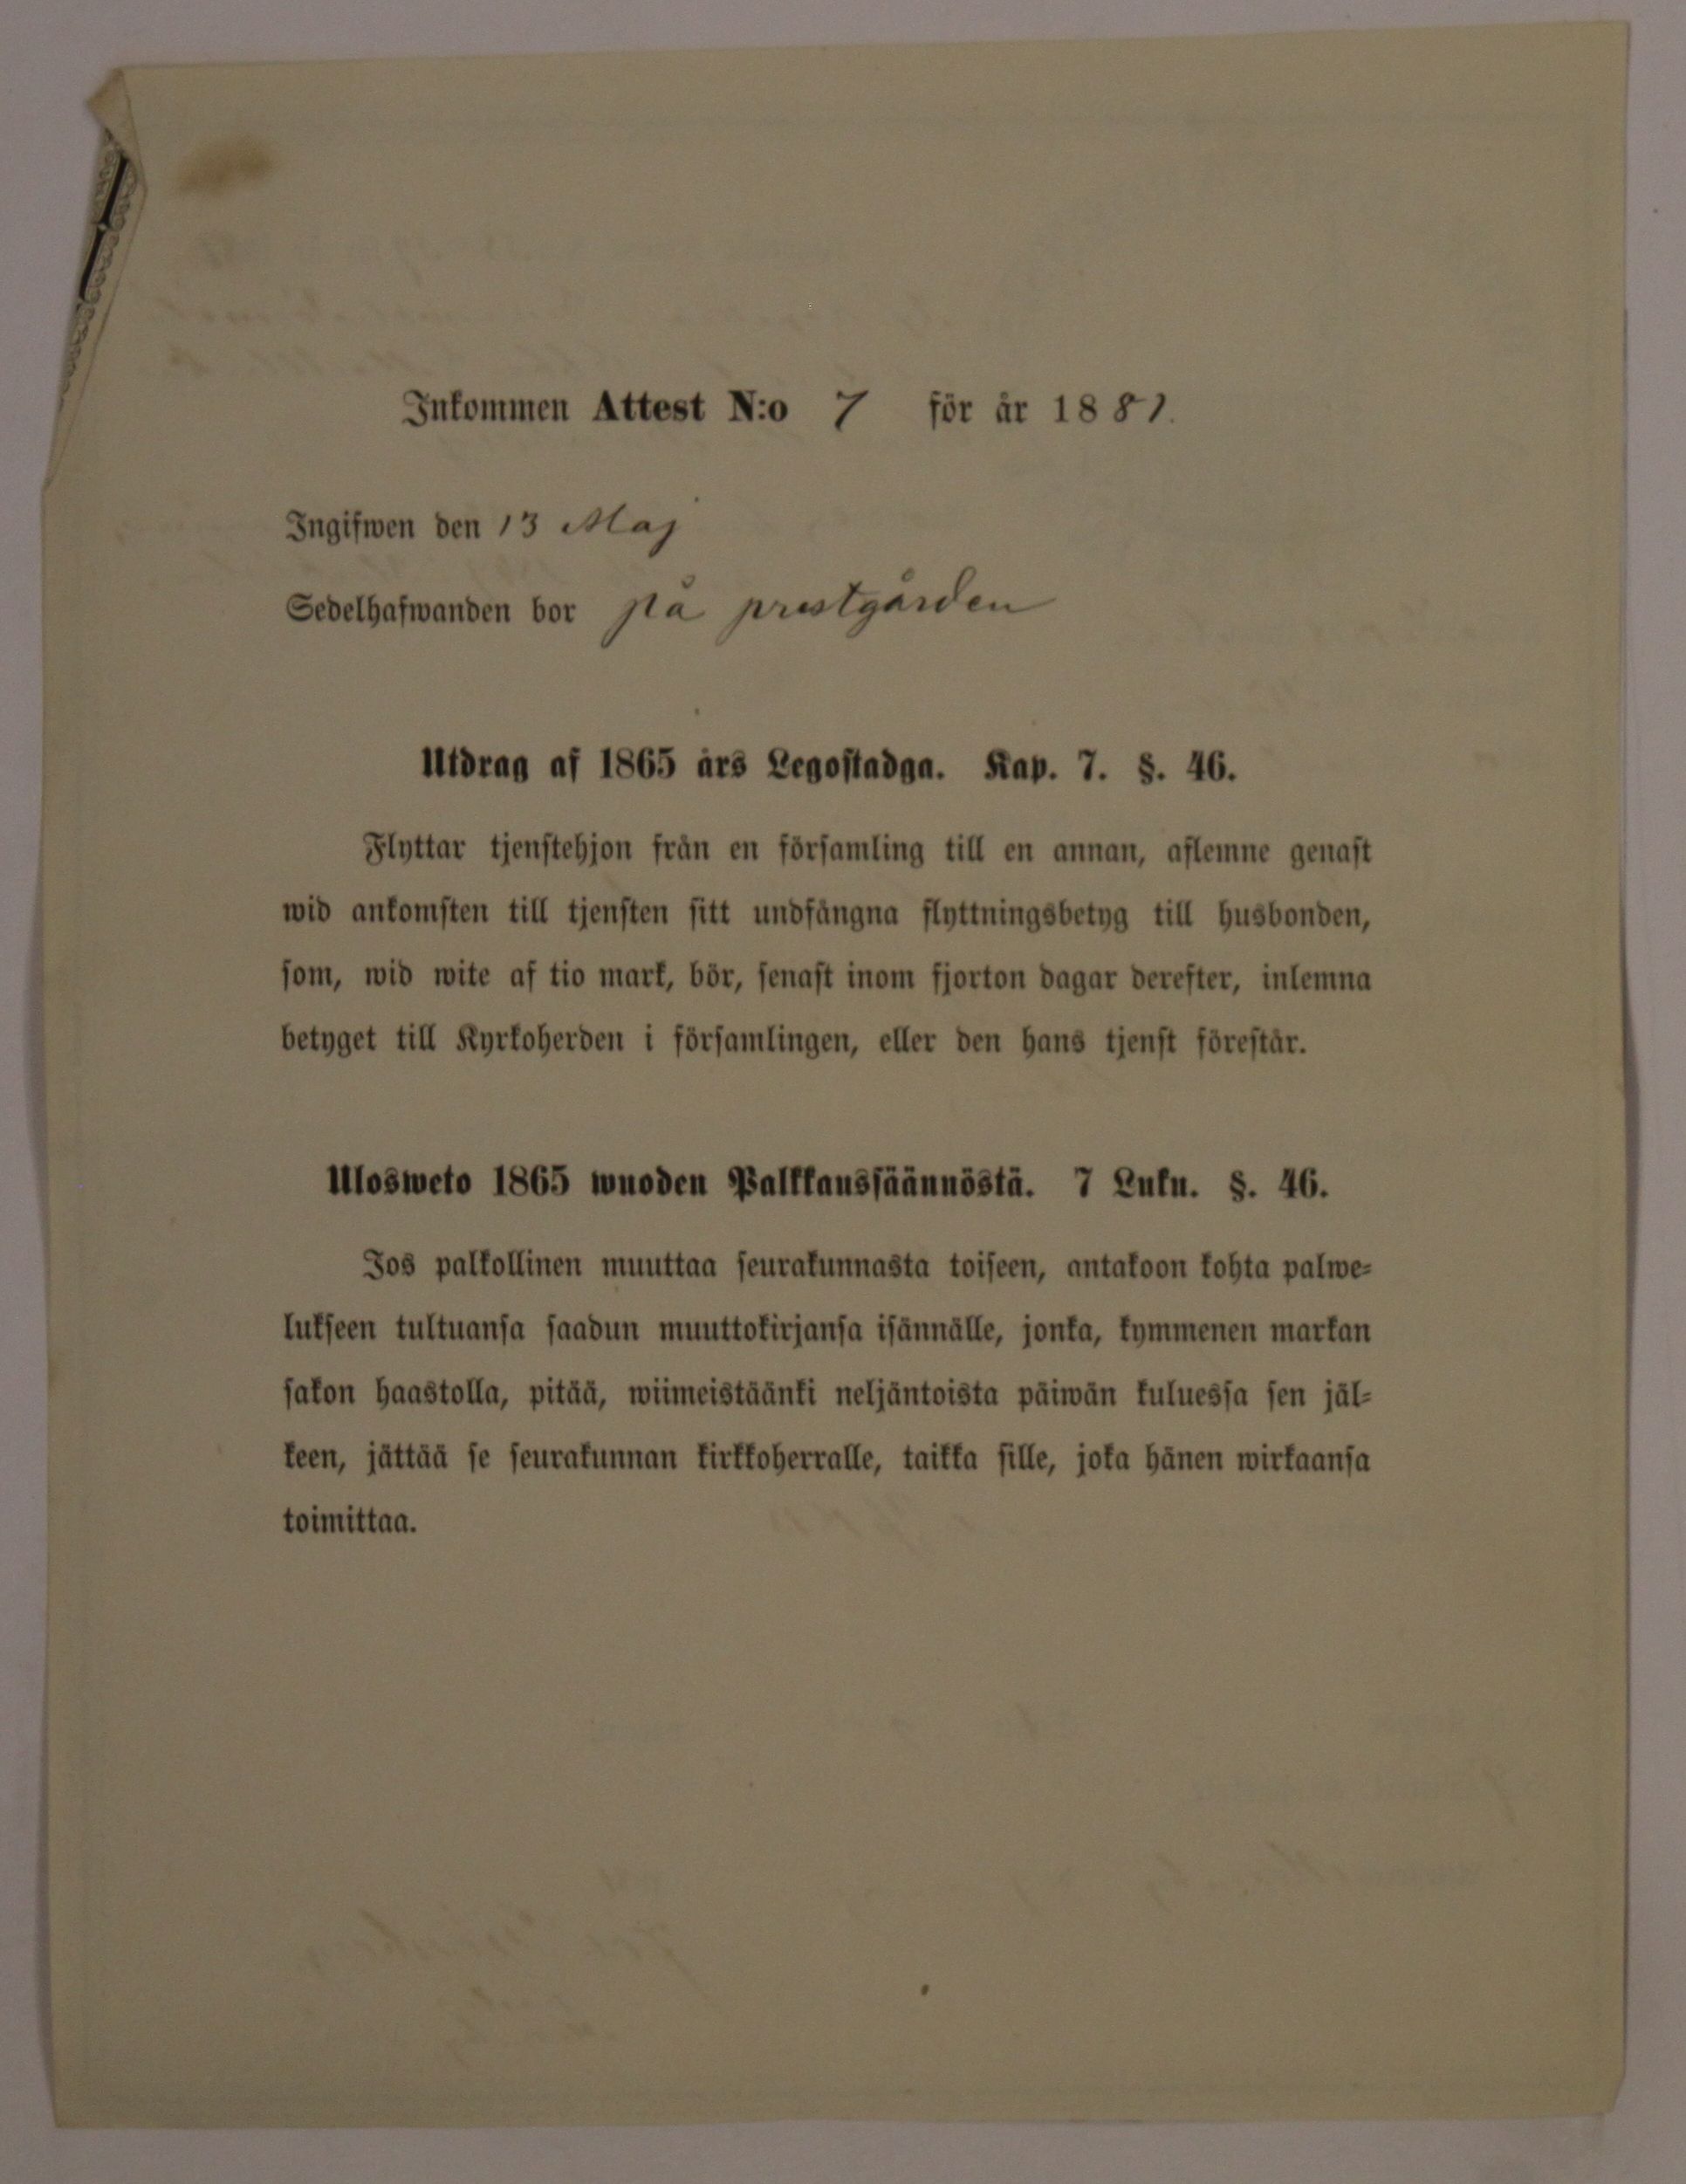 Inkommen Attest N:o 7 för år 1881.
Ingifwen den 13 Maj
Sedelhafwanden bor på prestgården
Utdrag af 1865 års Legostadga. Kap. 7. §. 46.
Flyttar tjenstehjon från en församling till en annan, aflemne genast
wid ankomsten till tjensten sitt undfångna flyttningsbetyg till husbonden,
som, wid wite af tio mark, bör, senast inom fjorton dagar derefter, inlemna
betyget till Kyrkoherden i församlingen, eller den hans tjenst förestår.
Ulosweto 1865 wuoden Palkkaussäännöstä. 7 Luku. §. 46.
Jos palkollinen muuttaa seurakunnasta toiseen, antakoon kohta palwe-
lukseen tultuansa saadun muuttokirjansa isännälle, jonka, kymmenen markan
sakon haastolla, pitää, wiimeistäänki neljäntoista päiwän kuluessa sen jäl-
keen, jättää se seurakunnan kirkkoherralle, taikka sille, joka hänen wirkaansa
toimittaa.